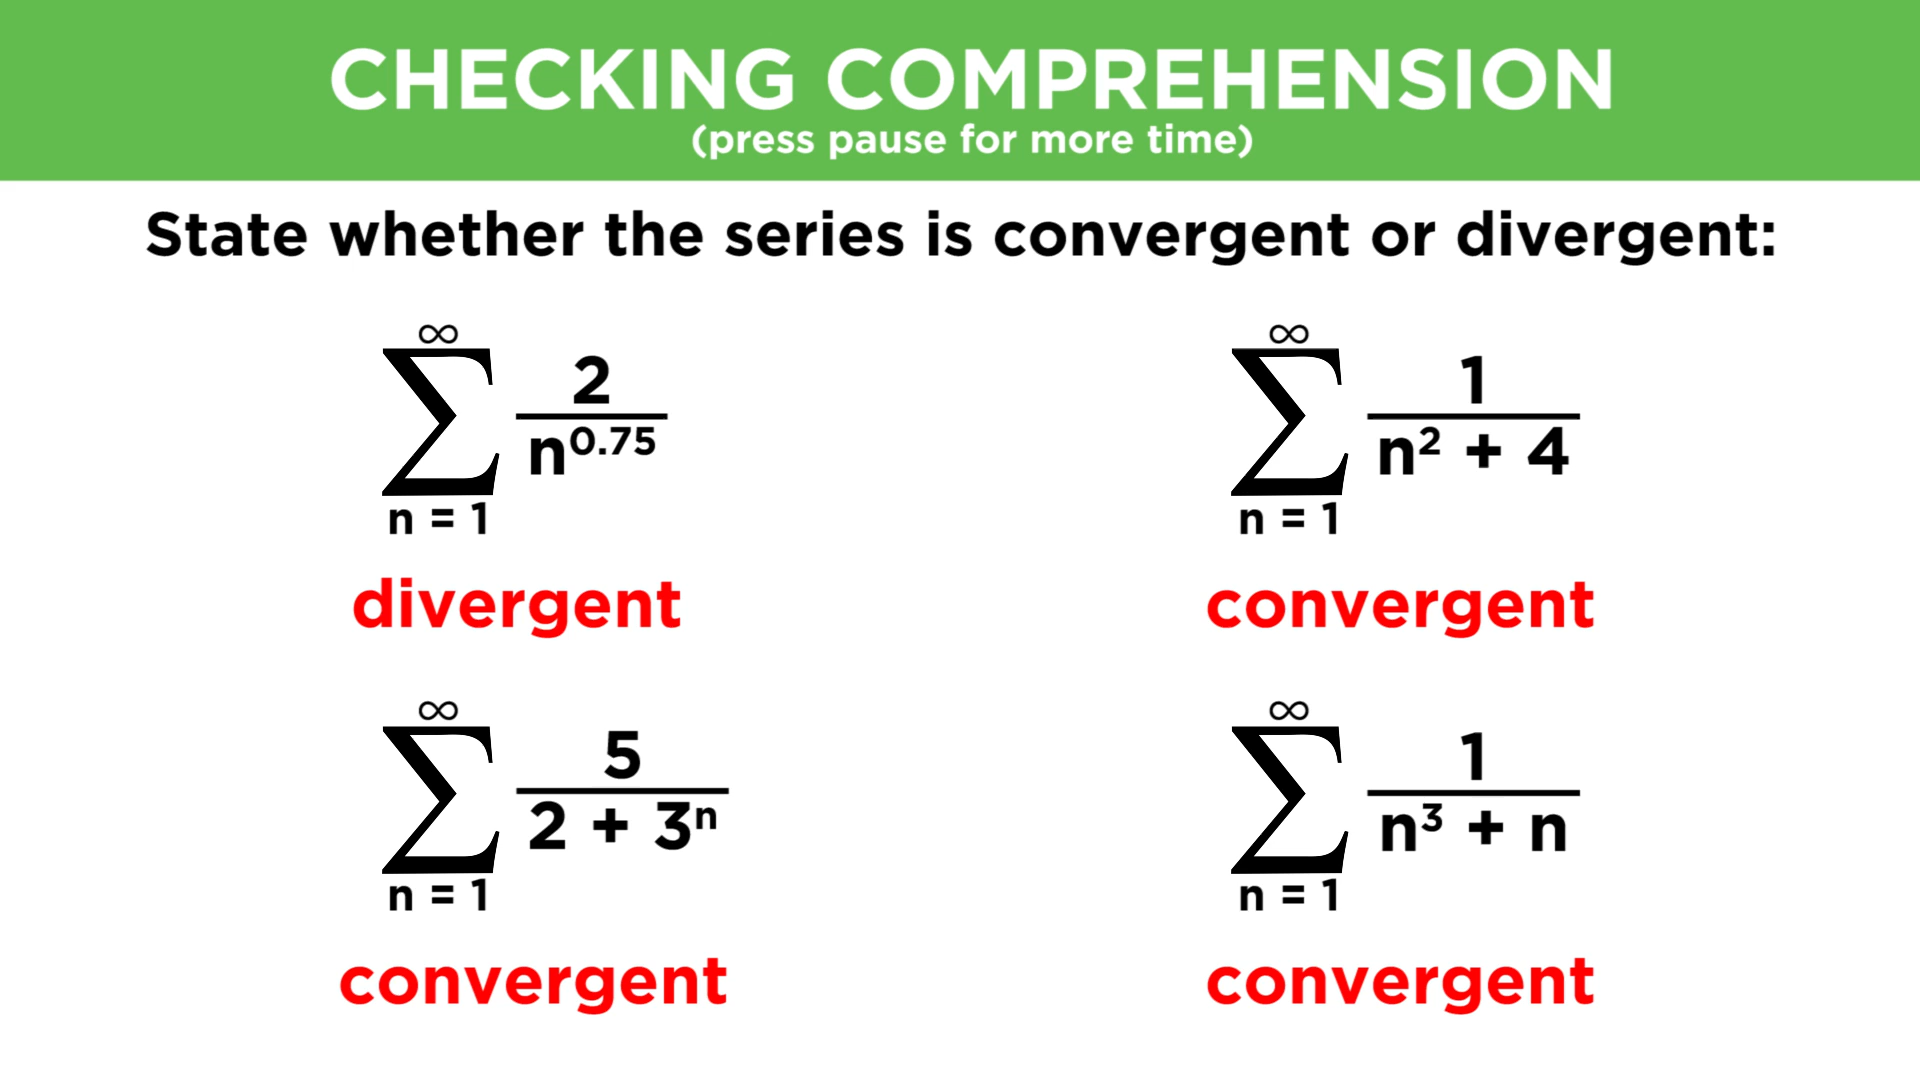 CHECKING COMPREHENSION
(press pause for more time)
State whether the series is convergent or divergent:
∞
∑ 2 / n^0.75
n = 1
divergent
∞
∑ 1 / (n² + 4)
n = 1
convergent
∞
∑ 5 / (2 + 3ⁿ)
n = 1
convergent
∞
∑ 1 / (n³ + n)
n = 1
convergent